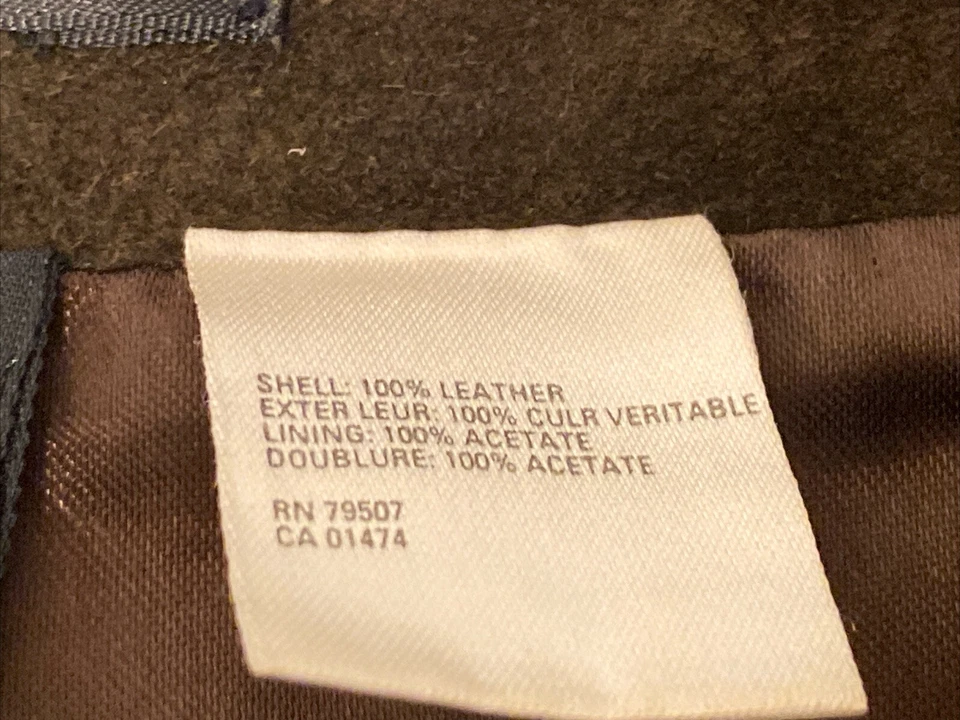 SHELL: 100% LEATHER
EXTER LEUR: 100% CULR VERITABLE
LINING: 100% ACETATE
DOUBLURE: 100% ACETATE
RN 79507
CA 01474